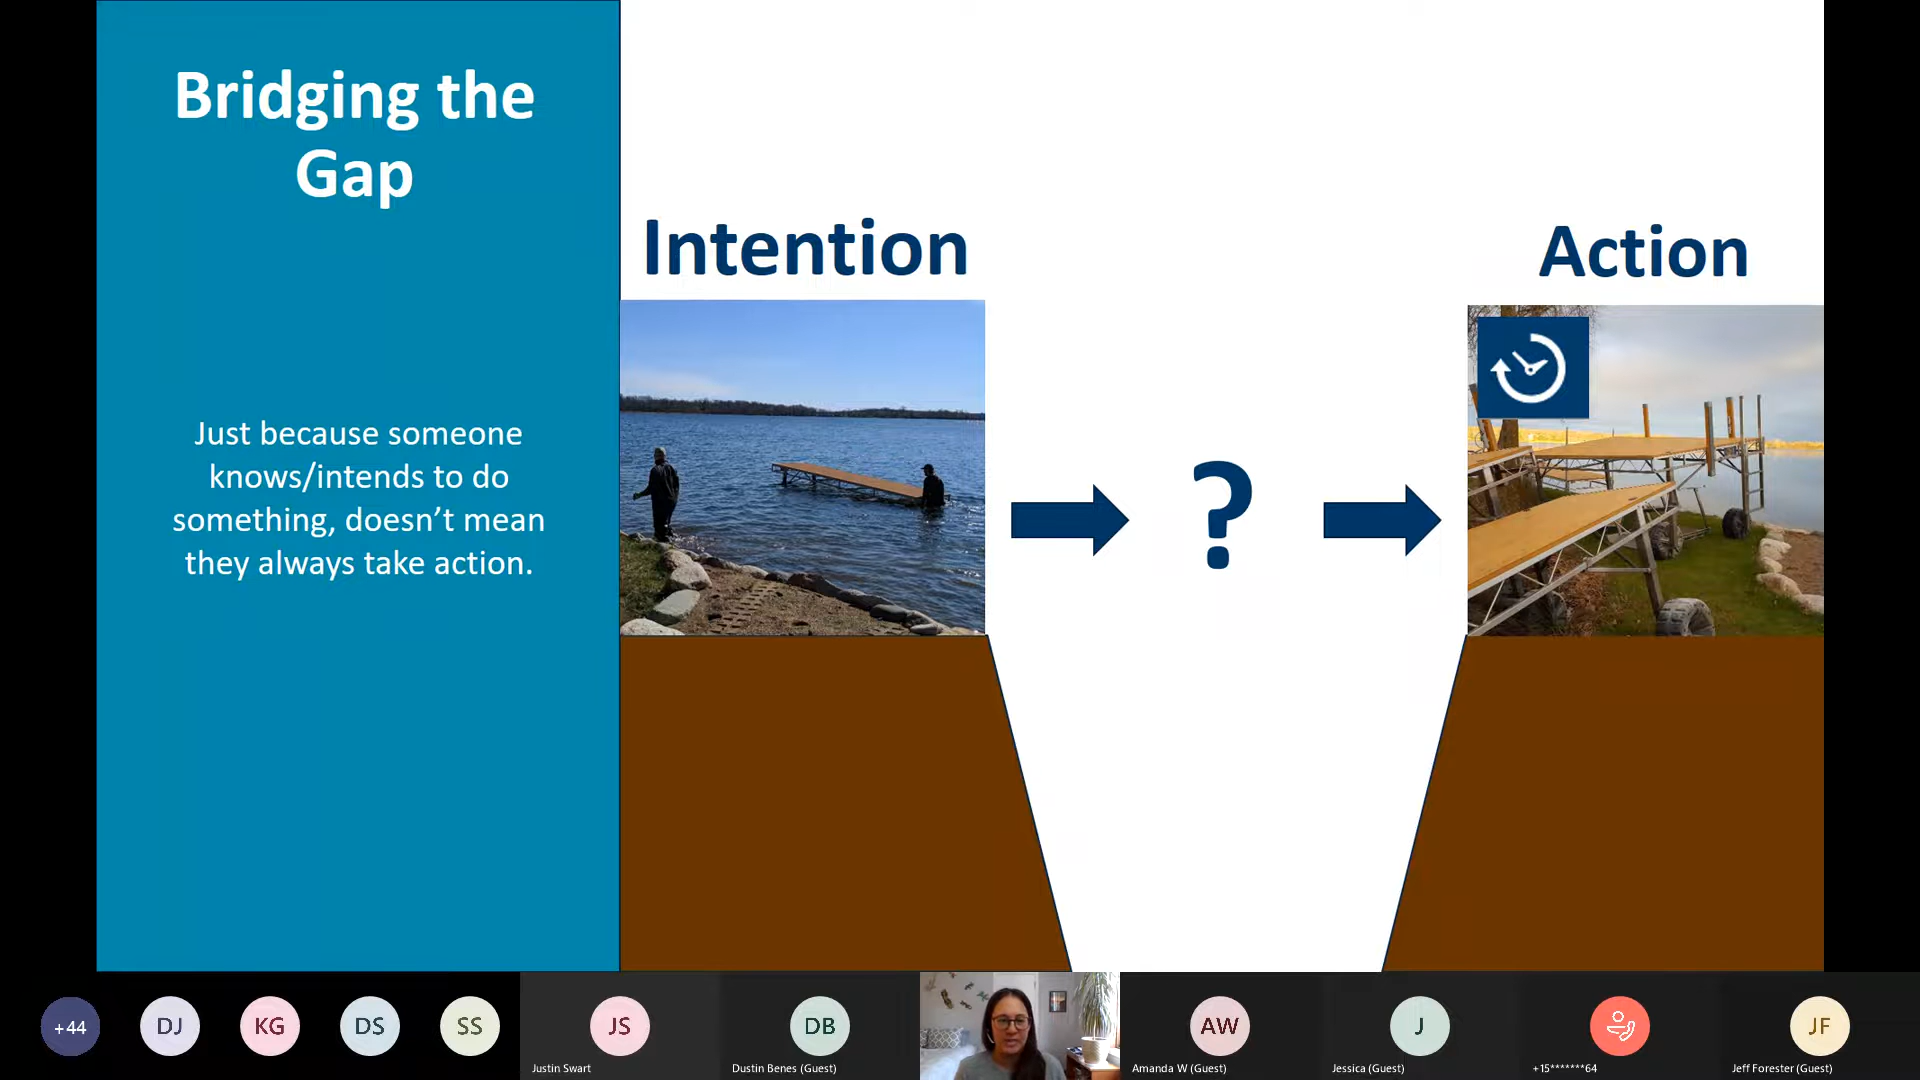 Bridging the
Gap
Just because someone
knows/intends to do
something, doesn't mean
they always take action.
Intention
Action
?
+44
DJ
KG
DS
SS
JS
Justin Swart
DB
Dustin Benes (Guest)
AW
Amanda W (Guest)
J
Jessica (Guest)
+15*******64
JF
Jeff Forester (Guest)